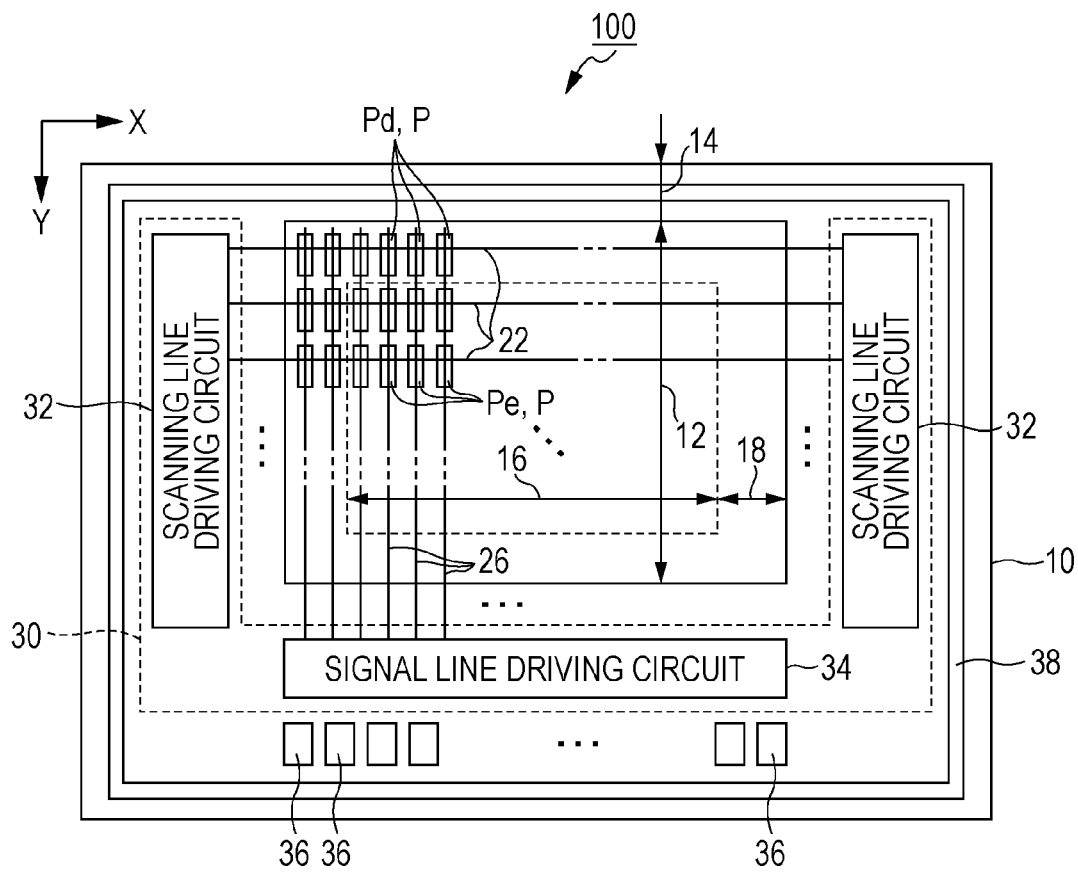 100
X
Y
Pd, P
14
22
Pe, P
12
16
18
26
32
SCANNING LINE
DRIVING CIRCUIT
SCANNING LINE
DRIVING CIRCUIT
32
10
30
SIGNAL LINE DRIVING CIRCUIT
34
38
36
36
36